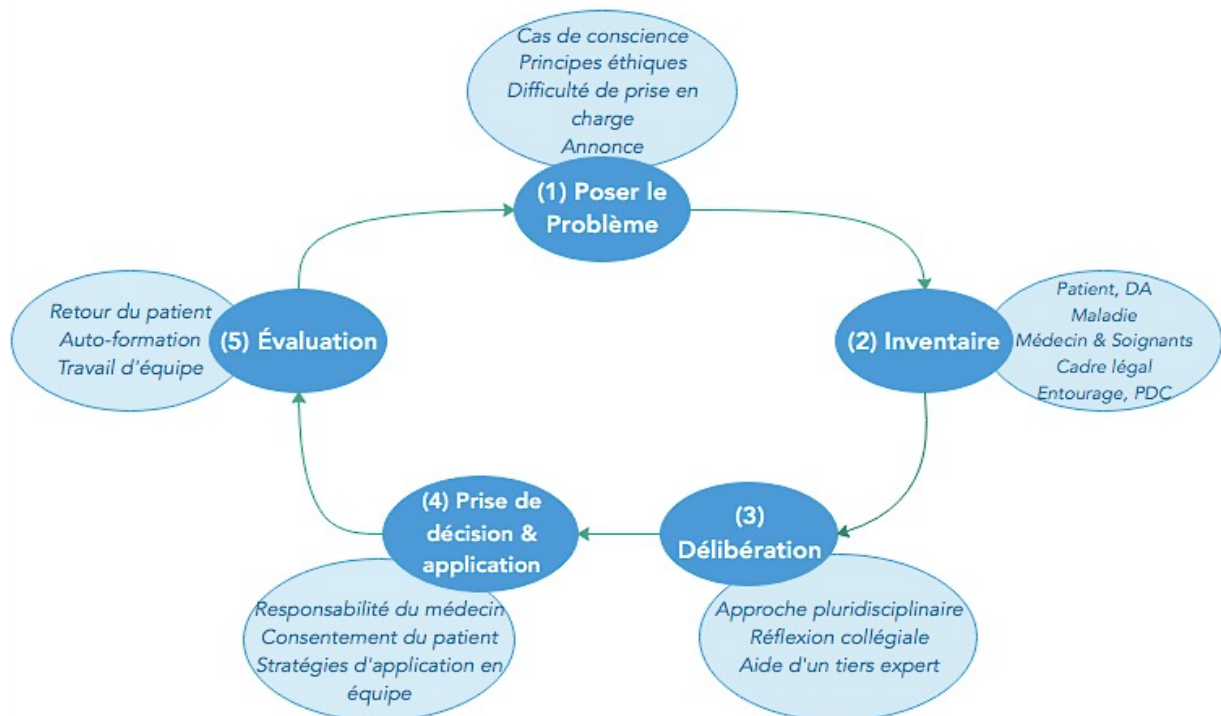 Cas de conscience
Principes éthiques
Difficulté de prise en
charge
Annonce
(1) Poser le
Problème
Patient, DA
Maladie
Médecin & Soignants
Cadre légal
Entourage, PDC
(2) Inventaire
(3)
Délibération
Approche pluridisciplinaire
Réflexion collégiale
Aide d'un tiers expert
(4) Prise de
décision &
application
Responsabilité du médecin
Consentement du patient
Stratégies d'application en
équipe
Retour du patient
Auto-formation
Travail d'équipe
(5) Évaluation